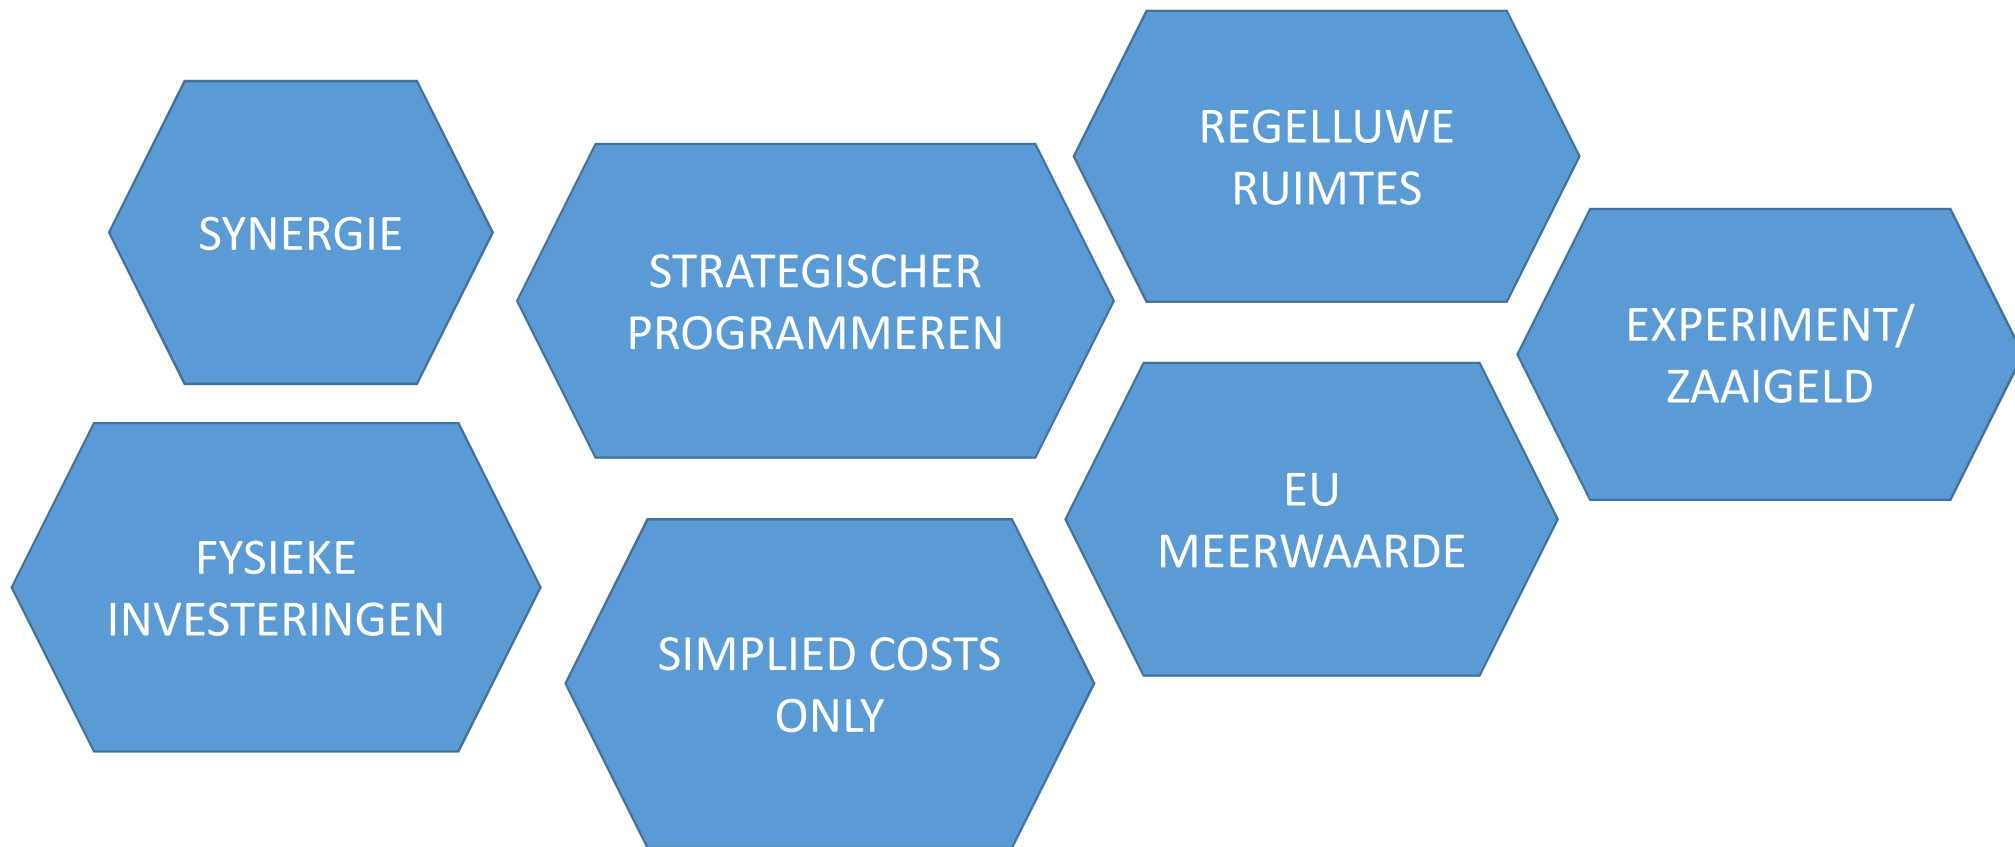 SYNERGIE
STRATEGISCHER
PROGRAMMEREN
REGELLUWE
RUIMTES
EXPERIMENT/
ZAAIGELD
FYSIEKE
INVESTERINGEN
SIMPLIED COSTS
ONLY
EU
MEERWAARDE